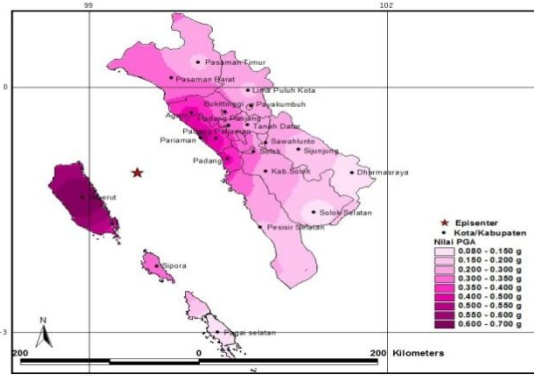 99
102
Pasaman Timur
0
Pasaman Barat
Lima Puluh Kota
Bukittinggi
Payakumbuh
Agam
Padang Panjang
Tanah Datar
Padang Pariaman
Pariaman
Sawahlunto
Sijunjung
Solok
Padang
Kab.Solok
Dharmasraya
Siberut
Solok Selatan
Pesisir Selatan
Sipora
Pagai selatan
-3
Episenter
Kota/Kabupaten
Nilai PGA
0.080 - 0.150 g
0.150 - 0.200 g
0.200 - 0.300 g
0.300 - 0.350 g
0.350 - 0.400 g
0.400 - 0.500 g
0.500 - 0.550 g
0.550 - 0.600 g
0.600 - 0.700 g
N
200
0
200
Kilometers